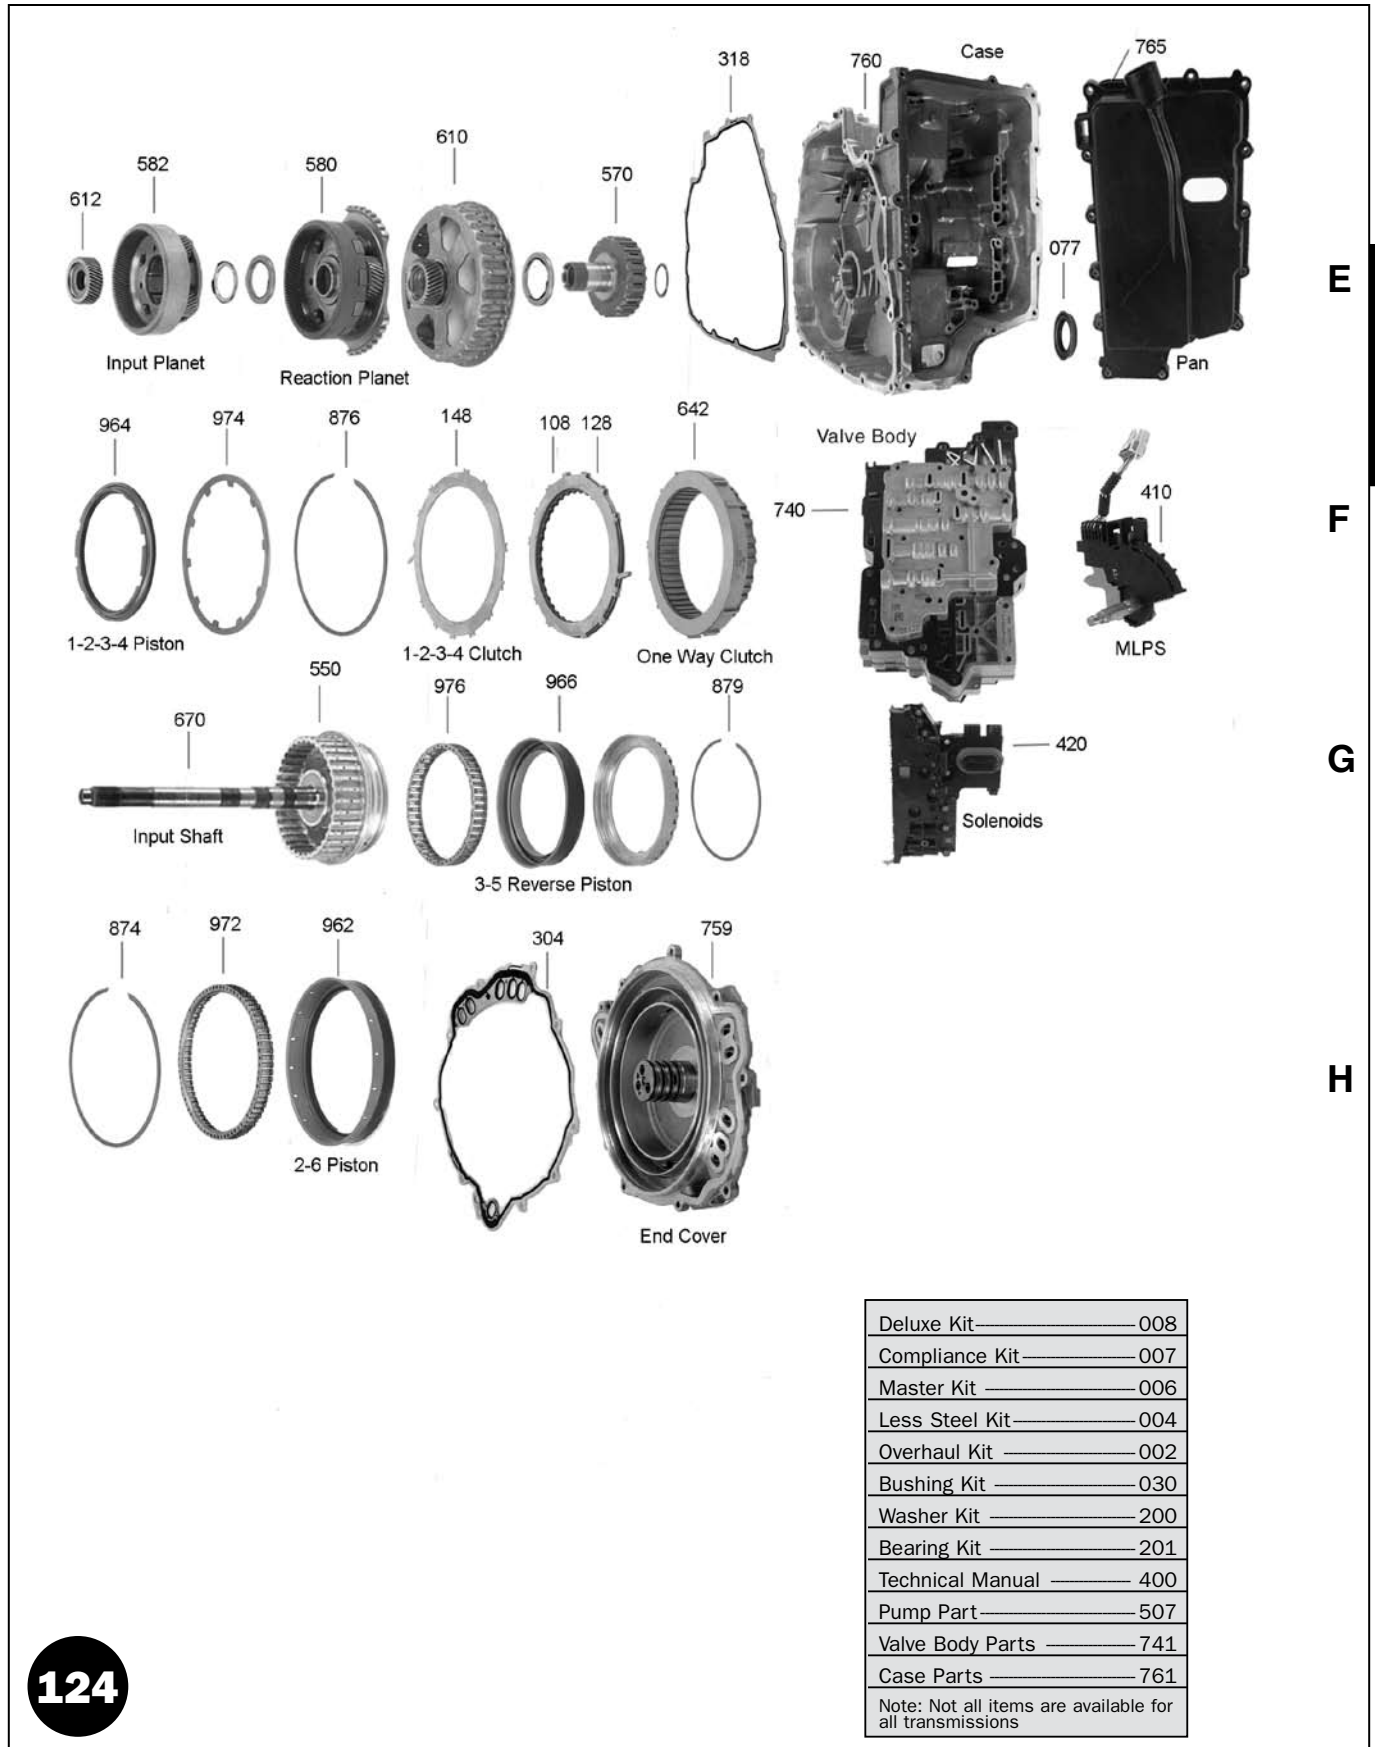 318
760
Case
765
582
580
610
570
612
077
E
Input Planet
Reaction Planet
Pan
964
974
876
148
108
128
642
Valve Body
740
410
F
1-2-3-4 Piston
1-2-3-4 Clutch
One Way Clutch
MLPS
670
550
976
966
879
420
G
Input Shaft
3-5 Reverse Piston
Solenoids
874
972
962
304
759
H
2-6 Piston
End Cover
Deluxe Kit 008
Compliance Kit 007
Master Kit 006
Less Steel Kit 004
Overhaul Kit 002
Bushing Kit 030
Washer Kit 200
Bearing Kit 201
Technical Manual 400
Pump Part 507
Valve Body Parts 741
Case Parts 761
Note: Not all items are available for
all transmissions
124